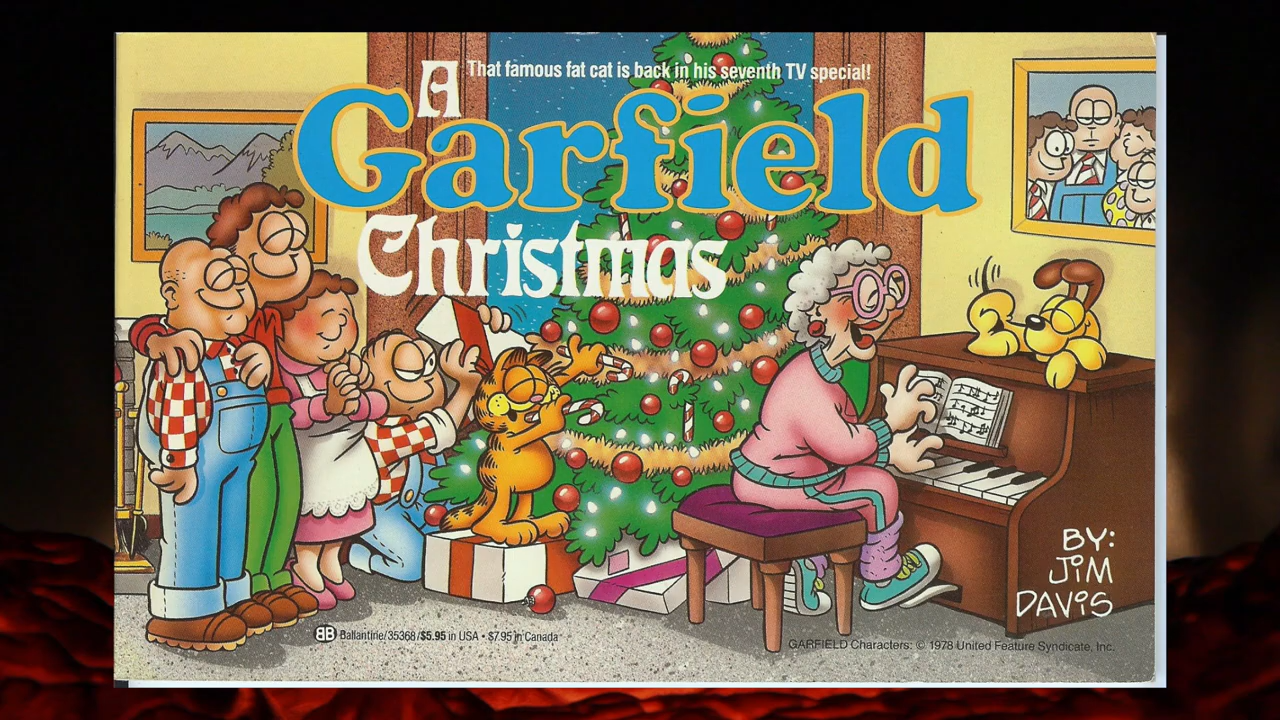 That famous fat cat is back in his seventh TV special!
A
Garfield
Christmas
BY:
JiM
DAViS
BB Ballantine/35368/$5.95 in USA • $7.95 in Canada
GARFIELD Characters: © 1978 United Feature Syndicate, Inc.